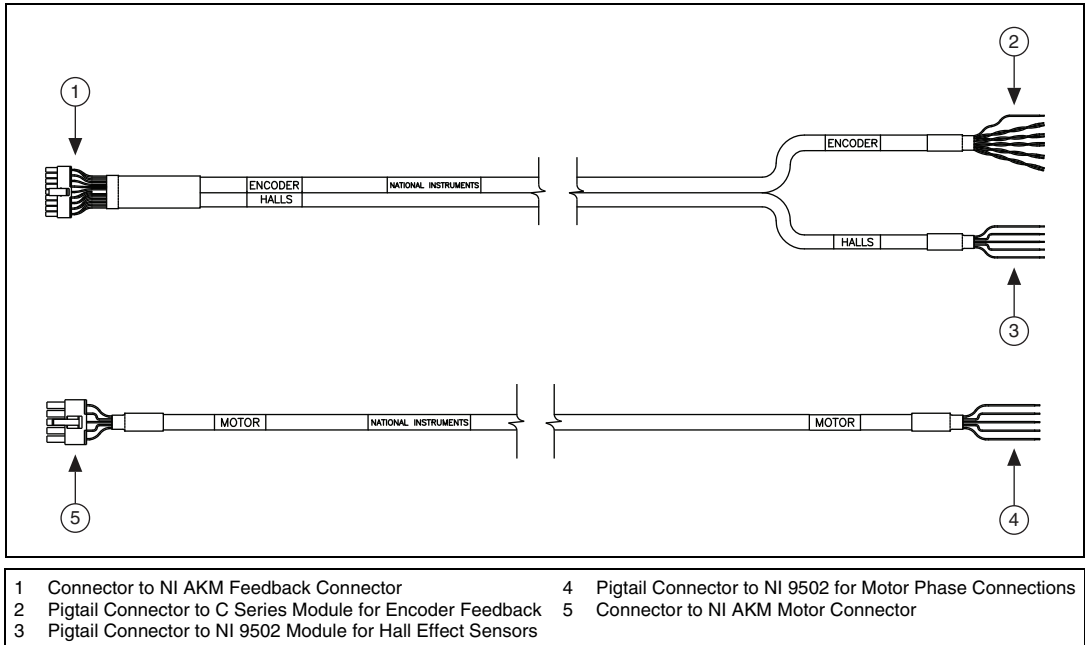 2
1
ENCODER
ENCODER
NATIONAL INSTRUMENTS
HALLS
HALLS
3
MOTOR
NATIONAL INSTRUMENTS
MOTOR
5
4
1 Connector to NI AKM Feedback Connector
2 Pigtail Connector to C Series Module for Encoder Feedback
3 Pigtail Connector to NI 9502 Module for Hall Effect Sensors
4 Pigtail Connector to NI 9502 for Motor Phase Connections
5 Connector to NI AKM Motor Connector